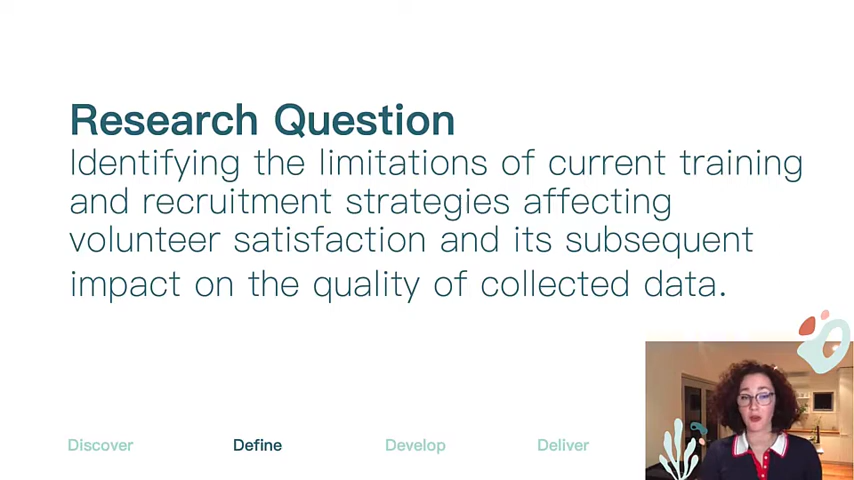 Research Question
Identifying the limitations of current training
and recruitment strategies affecting
volunteer satisfaction and its subsequent
impact on the quality of collected data.
Discover
Define
Develop
Deliver